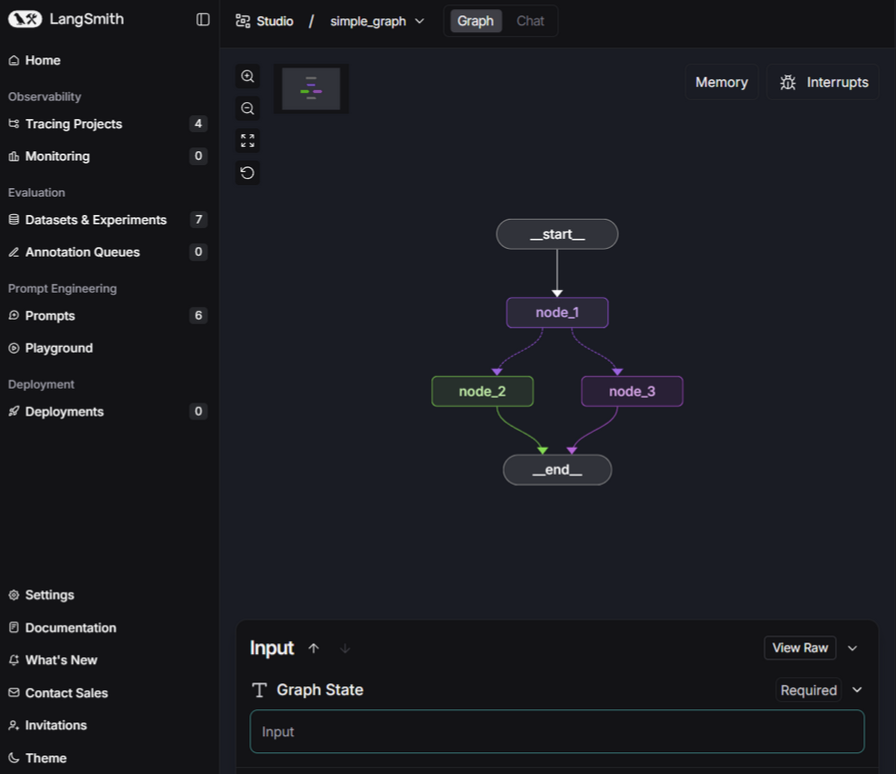 LangSmith
Home
Observability
Tracing Projects 4
Monitoring 0
Evaluation
Datasets & Experiments 7
Annotation Queues 0
Prompt Engineering
Prompts 6
Playground
Deployment
Deployments 0
Settings
Documentation
What's New
Contact Sales
Invitations
Theme
Studio / simple_graph Graph Chat
Memory Interrupts
__start__
node_1
node_2 node_3
__end__
Input View Raw
Graph State Required
Input